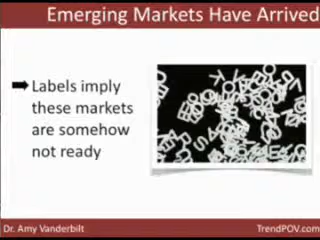 Emerging Markets Have Arrived
Labels imply
these markets
are somehow
not ready
Dr. Amy Vanderbilt
TrendPOV.com